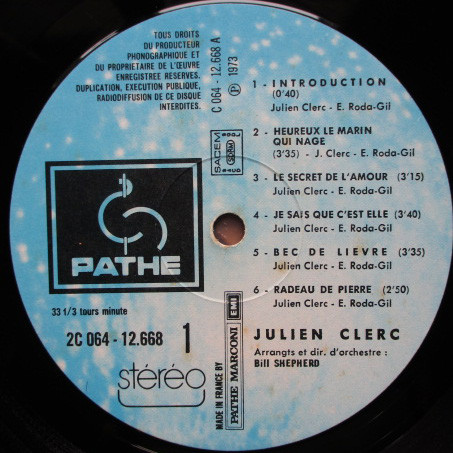 TOUS DROITS
DU PRODUCTEUR
PHONOGRAPHIQUE ET
DU PROPRIETAIRE DE L'ŒUVRE
ENREGISTREE RESERVES.
DUPLICATION, EXECUTION PUBLIQUE,
RADIODIFFUSION DE CE DISQUE
INTERDITES.
C 064 - 12.668 A
Ⓟ 1973
SACEM
PATHE
33 1/3 tours minute
2C 064 - 12.668 1
stéréo
MADE IN FRANCE BY
PATHE MARCONI EMI
1 - INTRODUCTION
(0'40)
Julien Clerc - E. Roda-Gil
2 - HEUREUX LE MARIN
QUI NAGE
(3'35) - J. Clerc - E. Roda-Gil
3 - LE SECRET DE L'AMOUR (3'15)
Julien Clerc - E. Roda-Gil
4 - JE SAIS QUE C'EST ELLE (3'40)
Julien Clerc - E. Roda-Gil
5 - BEC DE LIEVRE (3'35)
Julien Clerc - E. Roda-Gil
6 - RADEAU DE PIERRE (2'50)
Julien Clerc - E. Roda-Gil
JULIEN CLERC
Arrangts et dir. d'orchestre :
Bill SHEPHERD